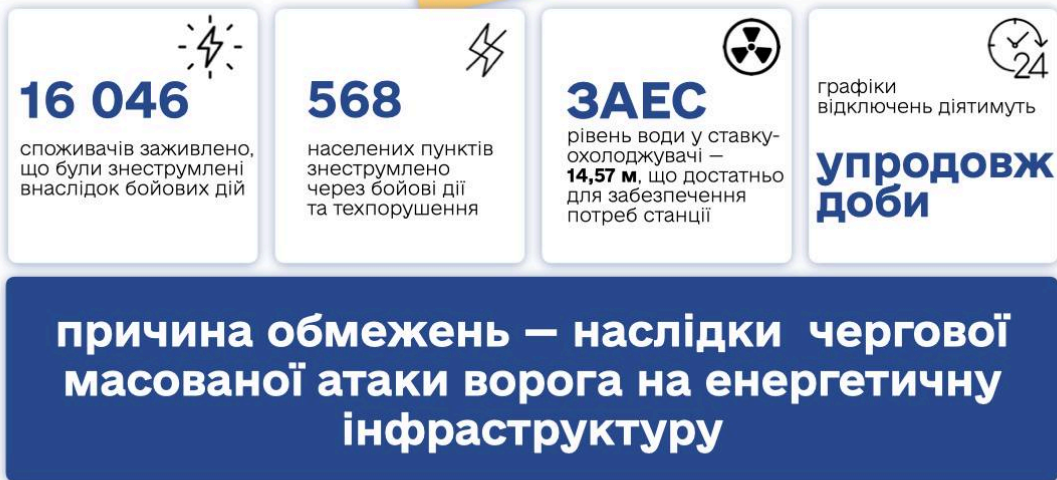 16 046
споживачів заживлено,
що були знеструмлені
внаслідок бойових дій
568
населених пунктів
знеструмлено
через бойові дії
та техпорушення
ЗАЕС
рівень води у ставку-
охолоджувачі —
14,57 м, що достатньо
для забезпечення
потреб станції
24
графіки
відключень діятимуть
упродовж
доби
причина обмежень — наслідки чергової
масованої атаки ворога на енергетичну
інфраструктуру